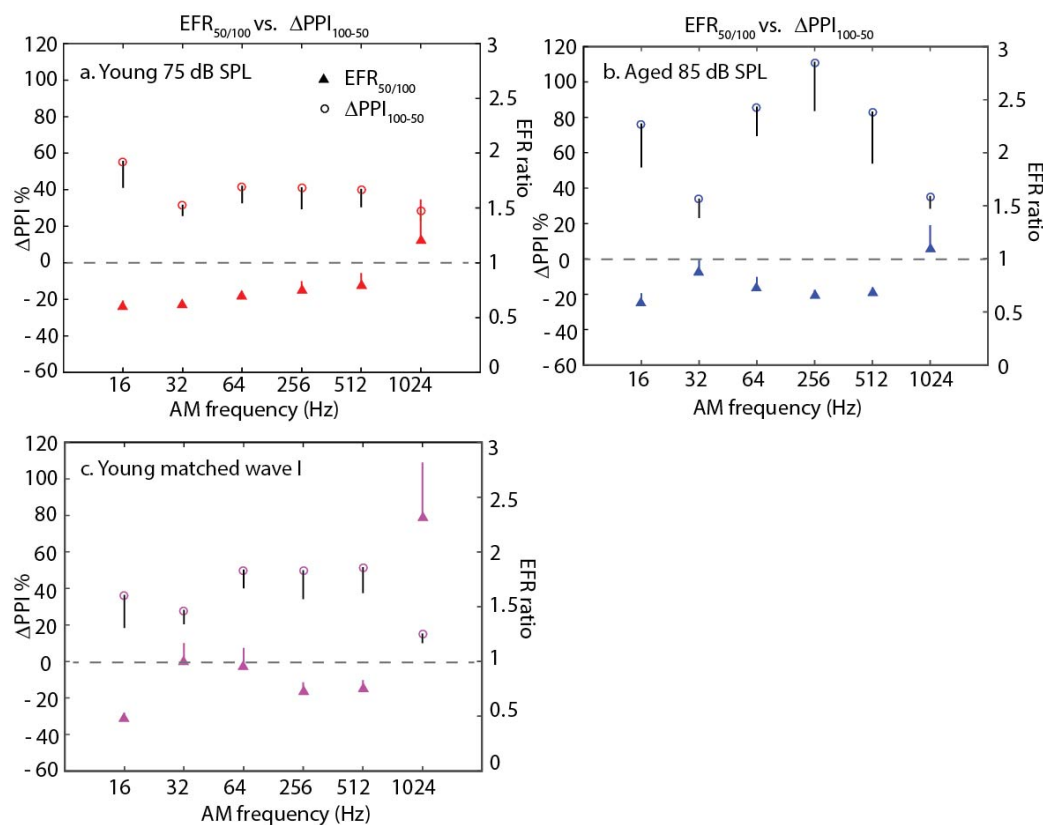 EFR50/100 vs. ΔPPI100-50
a. Young 75 dB SPL
EFR50/100
ΔPPI100-50
120
100
80
60
40
20
0
- 20
- 40
- 60
ΔPPI %
3
2.5
2
1.5
1
0.5
0
EFR ratio
16 32 64 256 512 1024
AM frequency (Hz)
EFR50/100 vs. ΔPPI100-50
b. Aged 85 dB SPL
120
100
80
60
40
20
0
- 20
- 40
- 60
ΔPPI %
3
2.5
2
1.5
1
0.5
0
EFR ratio
16 32 64 256 512 1024
AM frequency (Hz)
c. Young matched wave I
120
100
80
60
40
20
0
- 20
- 40
- 60
ΔPPI %
3
2.5
2
1.5
1
0.5
0
EFR ratio
16 32 64 256 512 1024
AM frequency (Hz)